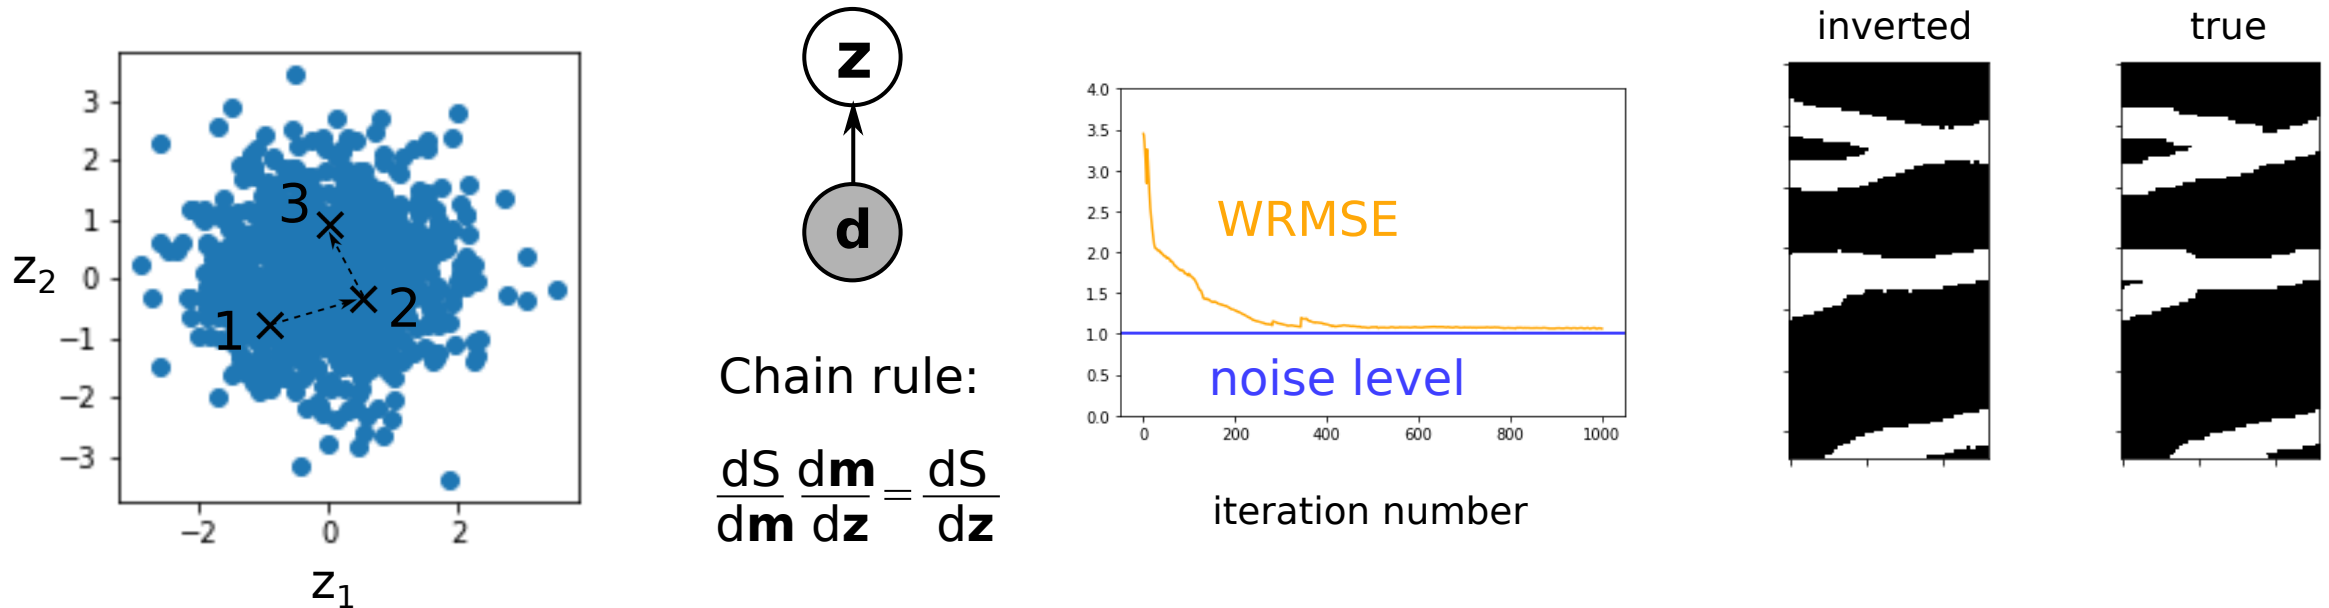 3
2
1
0
−1
−2
−3
z2
−2
0
2
z1
1
2
3
z
d
Chain rule:
dS/dm dm/dz = dS/dz
4.0
3.5
3.0
2.5
2.0
1.5
1.0
0.5
0.0
WRMSE
noise level
0 200 400 600 800 1000
iteration number
inverted
true